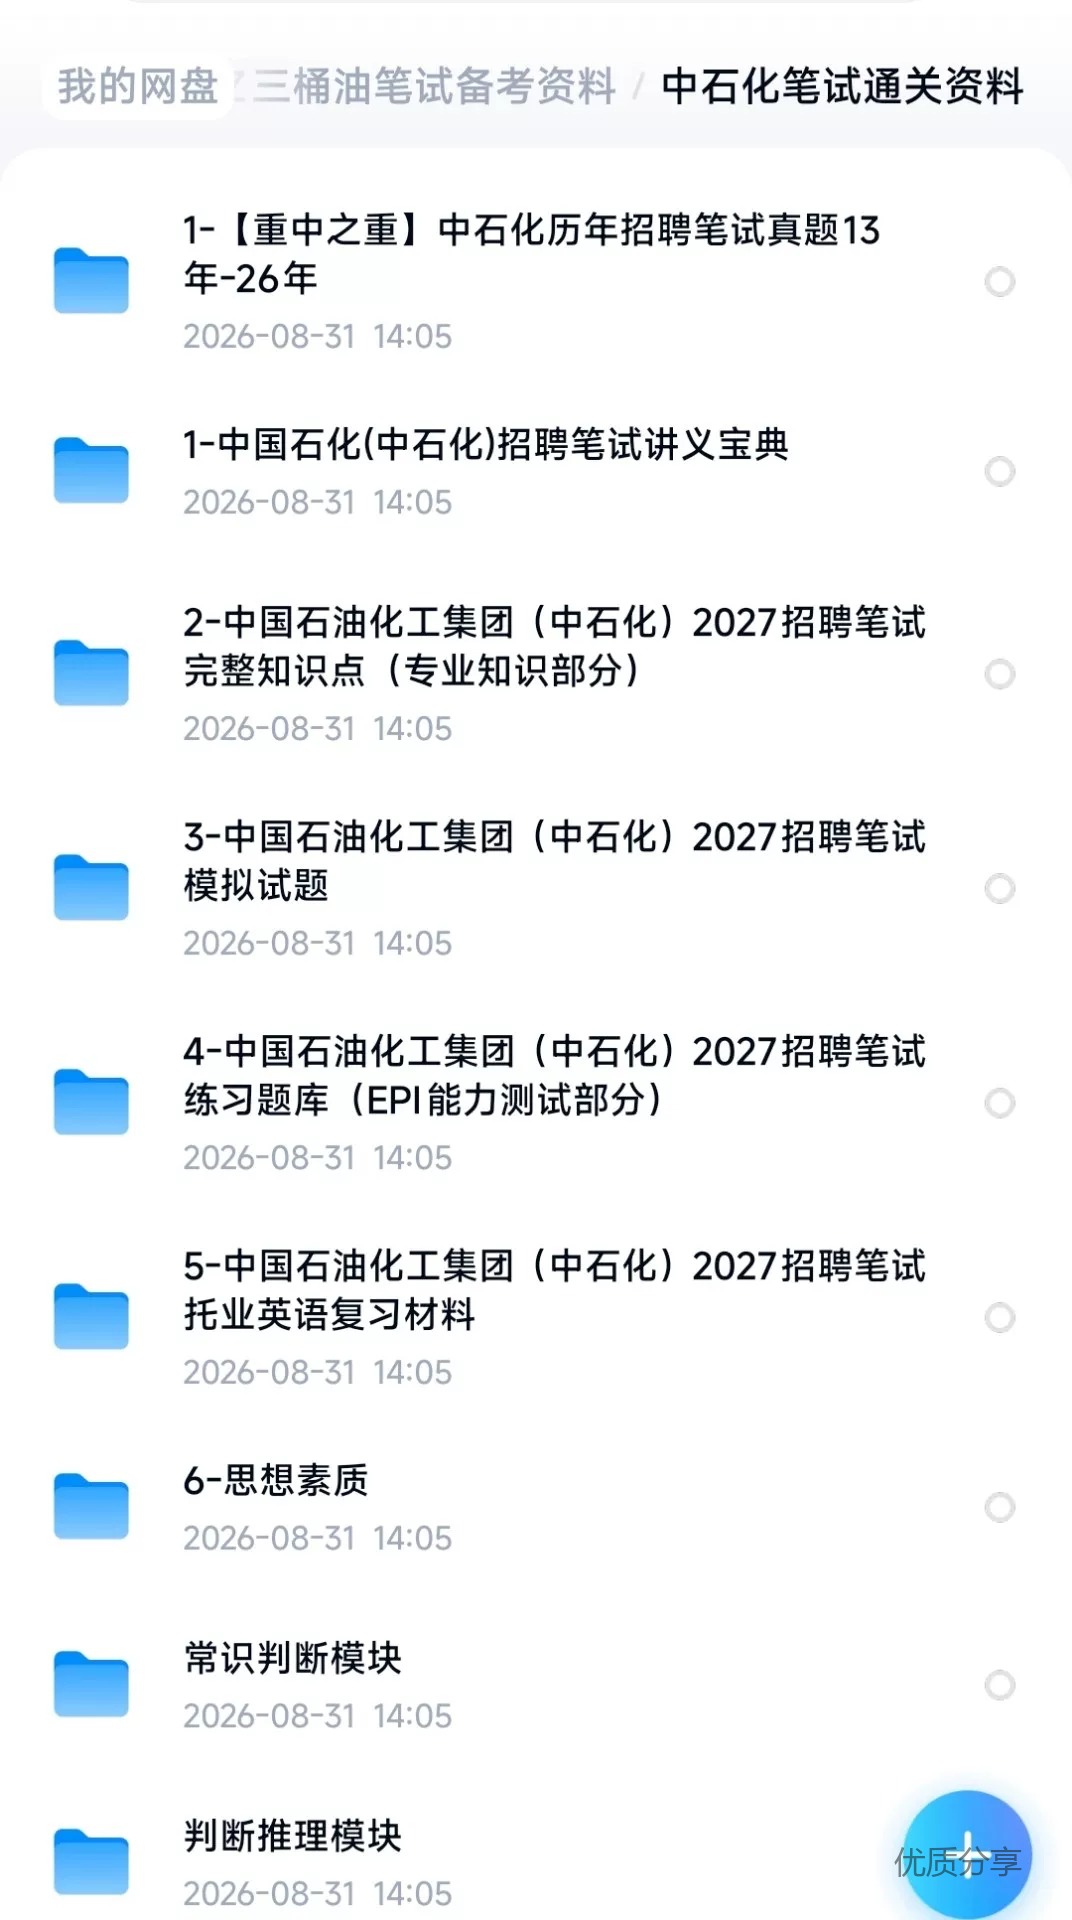 我的网盘 / 三桶油笔试备考资料 / 中石化笔试通关资料
1-【重中之重】中石化历年招聘笔试真题13
年-26年
2026-08-31 14:05
1-中国石化(中石化)招聘笔试讲义宝典
2026-08-31 14:05
2-中国石油化工集团（中石化）2027招聘笔试
完整知识点（专业知识部分）
2026-08-31 14:05
3-中国石油化工集团（中石化）2027招聘笔试
模拟试题
2026-08-31 14:05
4-中国石油化工集团（中石化）2027招聘笔试
练习题库（EPI能力测试部分）
2026-08-31 14:05
5-中国石油化工集团（中石化）2027招聘笔试
托业英语复习材料
2026-08-31 14:05
6-思想素质
2026-08-31 14:05
常识判断模块
2026-08-31 14:05
判断推理模块
2026-08-31 14:05
优质分享